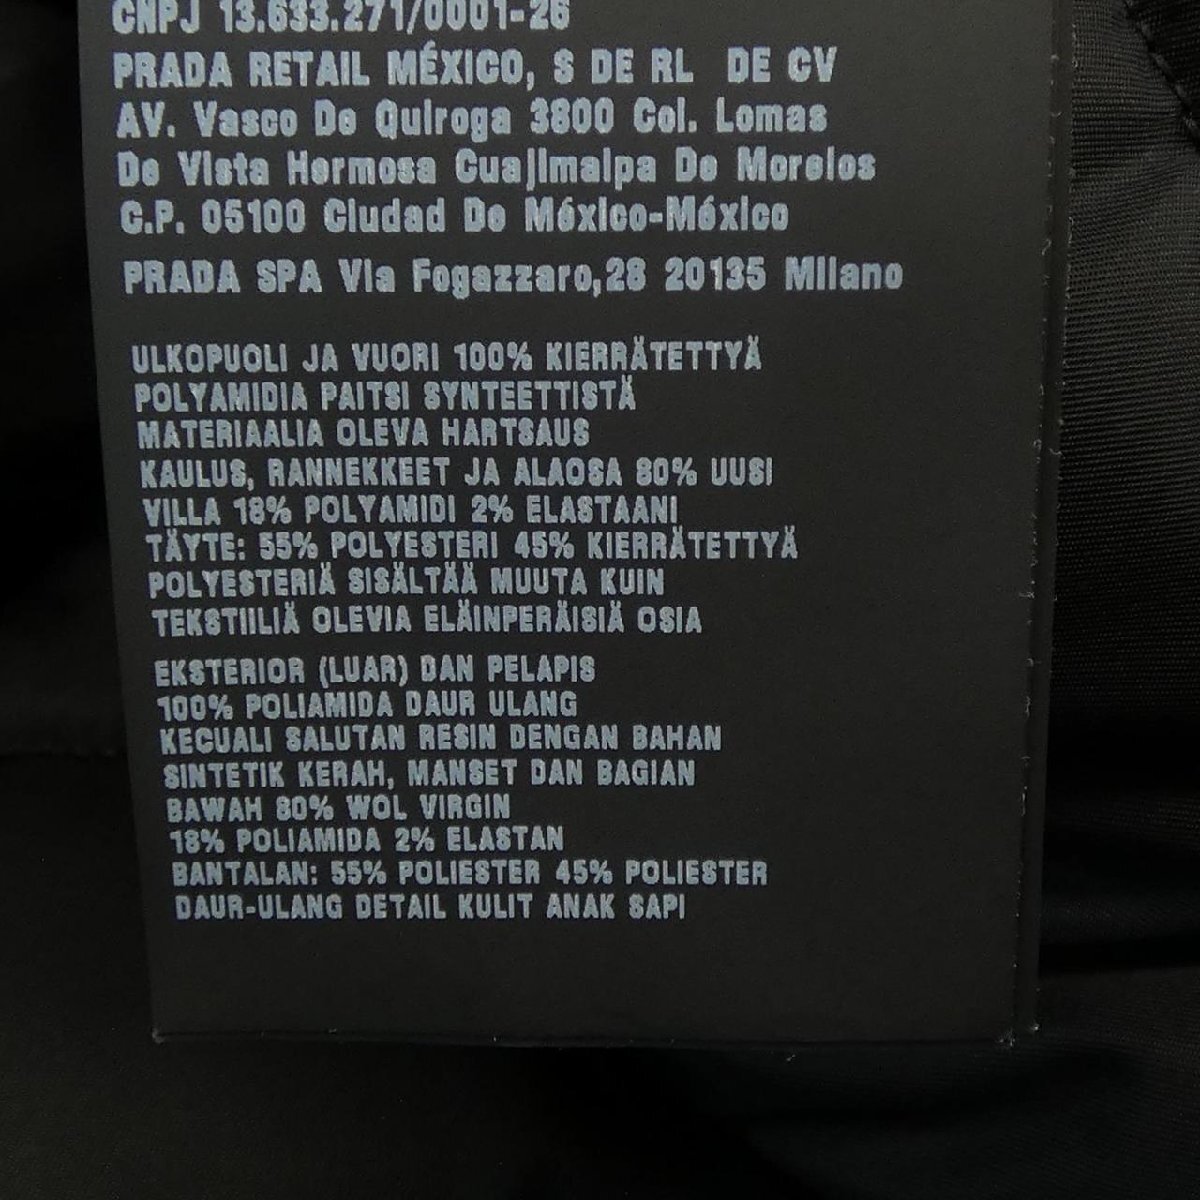 CNPJ 13.633.271/0001-26
PRADA RETAIL MÉXICO, S DE RL DE CV
AV. Vasco De Quiroga 3800 Col. Lomas
De Vista Hermosa Cuajimalpa De Morelos
C.P. 05100 Ciudad De México-México
PRADA SPA Via Fogazzaro,28 20135 Milano
ULKOPUOLI JA VUORI 100% KIERRÄTETTYÄ
POLYAMIDIA PAITSI SYNTEETTISTÄ
MATERIAALIA OLEVA HARTSAUS
KAULUS, RANNEKKEET JA ALAOSA 80% UUSI
VILLA 18% POLYAMIDI 2% ELASTAANI
TÄYTE: 55% POLYESTERI 45% KIERRÄTETTYÄ
POLYESTERIÄ SISÄLTÄÄ MUUTA KUIN
TEKSTIILIÄ OLEVIA ELÄINPERÄISIÄ OSIA
EKSTERIOR (LUAR) DAN PELAPIS
100% POLIAMIDA DAUR ULANG
KECUALI SALUTAN RESIN DENGAN BAHAN
SINTETIK KERAH, MANSET DAN BAGIAN
BAWAH 80% WOL VIRGIN
18% POLIAMIDA 2% ELASTAN
BANTALAN: 55% POLIESTER 45% POLIESTER
DAUR-ULANG DETAIL KULIT ANAK SAPI